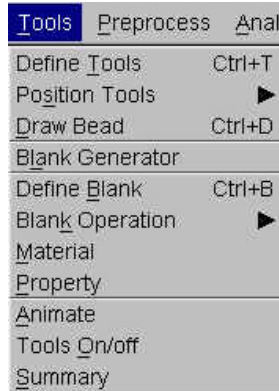 Tools Preprocess Anal
Define Tools Ctrl+T
Position Tools ▶
Draw Bead Ctrl+D
Blank Generator
Define Blank Ctrl+B
Blank Operation ▶
Material
Property
Animate
Tools On/off
Summary